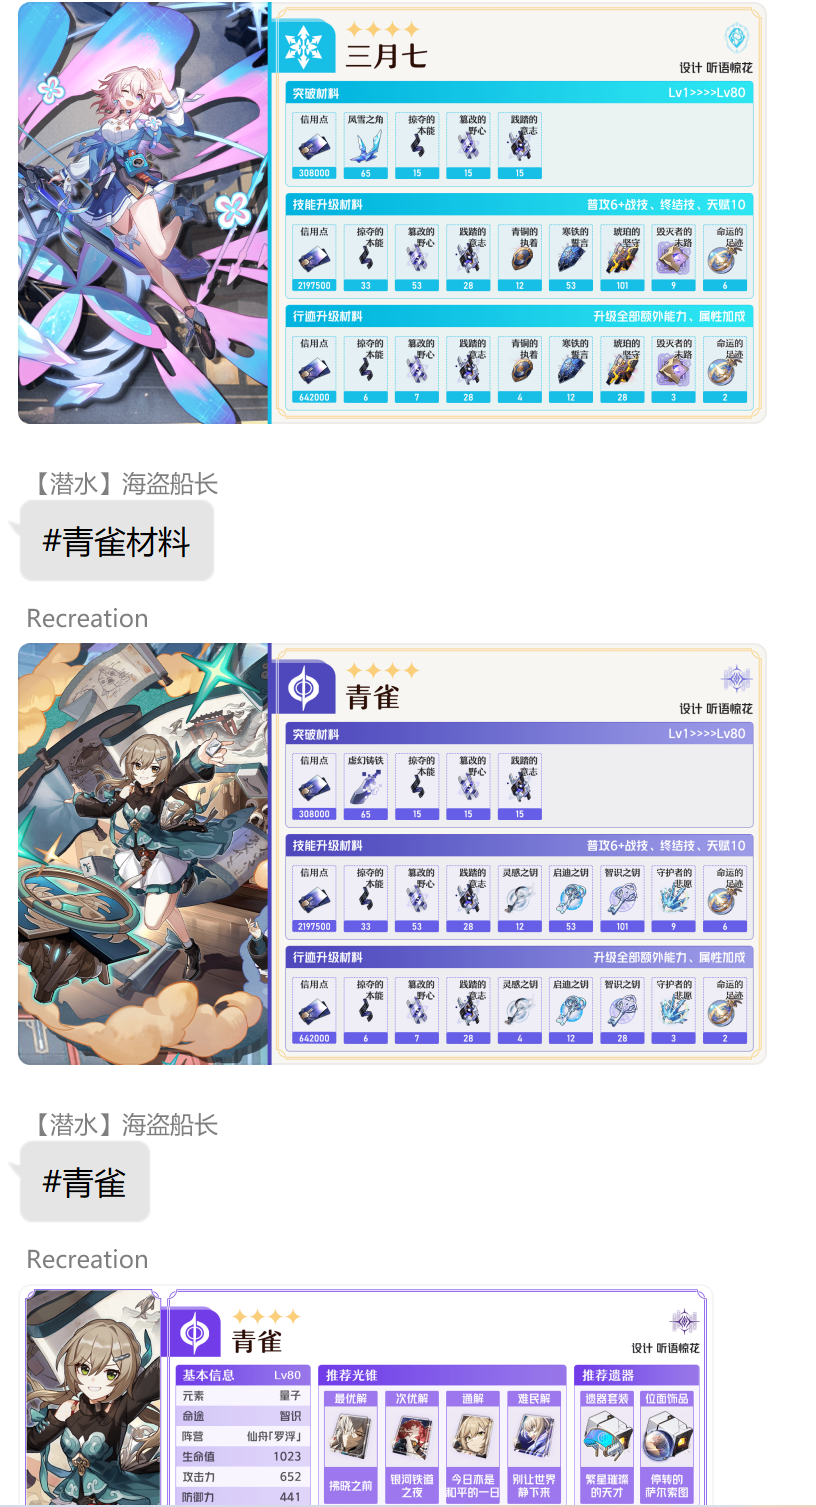 三月七
设计 听语惊花
突破材料 Lv1>>>>Lv80
信用点 风雪之角 掠夺的本能 篡改的野心 践踏的意志
308000 65 15 15 15
技能升级材料 普攻6+战技、终结技、天赋10
信用点 掠夺的本能 篡改的野心 践踏的意志 青铜的执着 寒铁的誓言 琥珀的坚守 毁灭者的末路 命运的足迹
2197500 33 53 28 12 53 101 9 6
行迹升级材料 升级全部额外能力、属性加成
信用点 掠夺的本能 篡改的野心 践踏的意志 青铜的执着 寒铁的誓言 琥珀的坚守 毁灭者的末路 命运的足迹
642000 6 7 28 4 12 28 3 2
【潜水】海盗船长
#青雀材料
Recreation
青雀
设计 听语惊花
突破材料 Lv1>>>>Lv80
信用点 虚幻铸铁 掠夺的本能 篡改的野心 践踏的意志
308000 65 15 15 15
技能升级材料 普攻6+战技、终结技、天赋10
信用点 掠夺的本能 篡改的野心 践踏的意志 灵感之钥 启迪之钥 智识之钥 守护者的悲愿 命运的足迹
2197500 33 53 28 12 53 101 9 6
行迹升级材料 升级全部额外能力、属性加成
信用点 掠夺的本能 篡改的野心 践踏的意志 灵感之钥 启迪之钥 智识之钥 守护者的悲愿 命运的足迹
642000 6 7 28 4 12 28 3 2
【潜水】海盗船长
#青雀
Recreation
青雀
设计 听语惊花
基本信息 Lv80
元素 量子
命途 智识
阵营 仙舟「罗浮」
生命值 1023
攻击力 652
防御力 441
推荐光锥
最优解 次优解 通解 难民解
拂晓之前 银河铁道之夜 今日亦是和平的一日 别让世界静下来
推荐遗器
遗器套装 位面饰品
繁星璀璨的天才 停转的萨尔索图